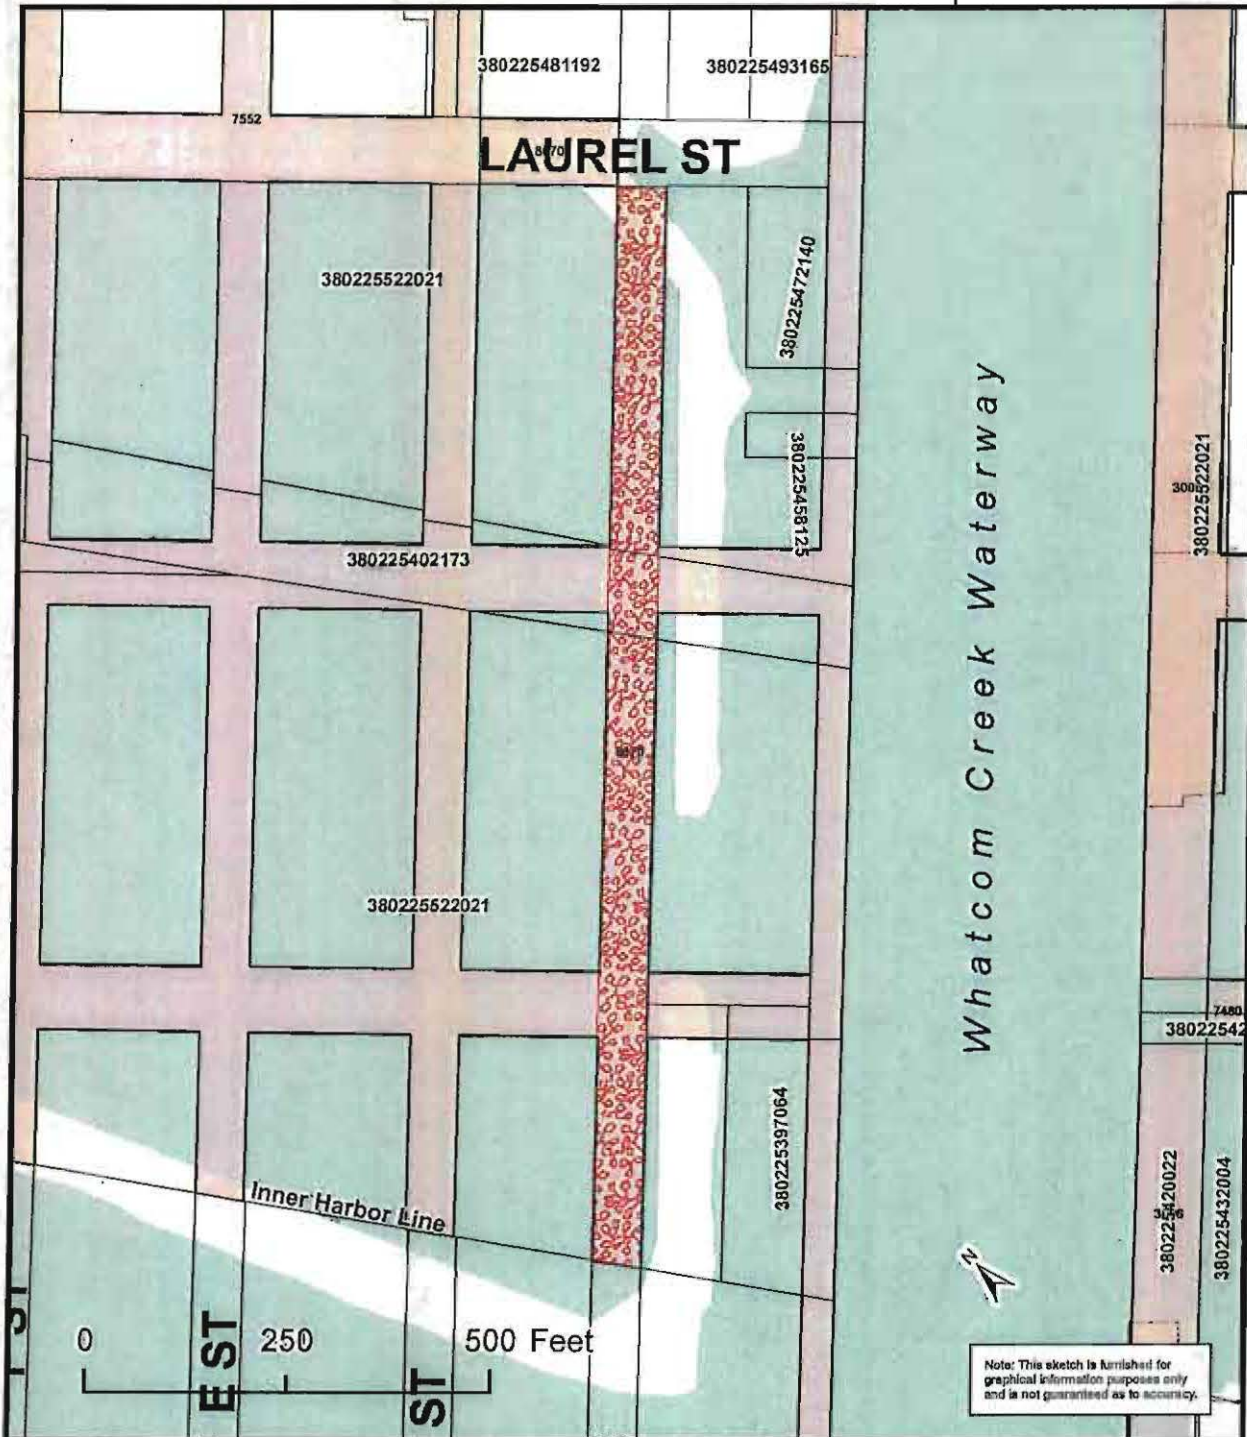 380225481192
380225493165
7552
LAUREL ST
380225522021
380225472140
380225458125
380225402173
Whatcom Creek Waterway
380225522021
380225522021
7480
38022542
380225397064
380225420022
380225432004
Inner Harbor Line
E ST
ST
ST
0 250 500 Feet
N
Note: This sketch is furnished for
graphical information purposes only
and is not guaranteed as to accuracy.